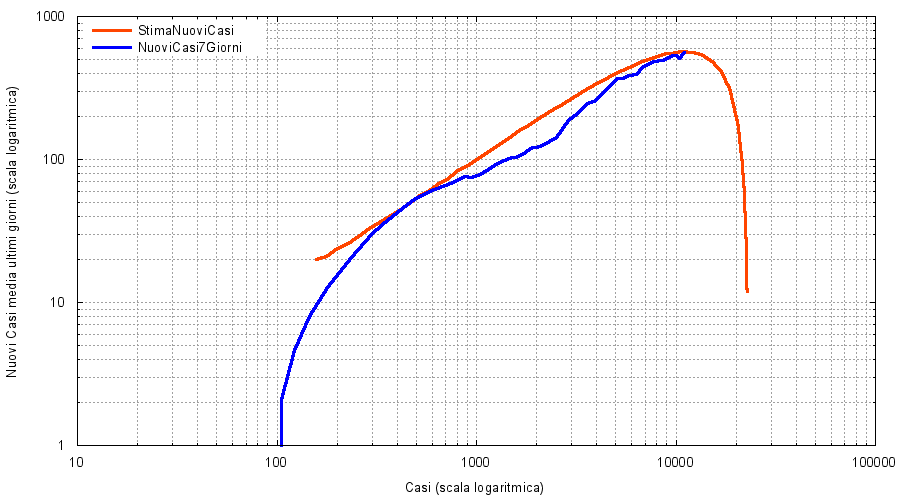 StimaNuoviCasi
NuoviCasi7Giorni
Nuovi Casi media ultimi giorni (scala logaritmica)
1000
100
10
1
10 100 1000 10000 100000
Casi (scala logaritmica)